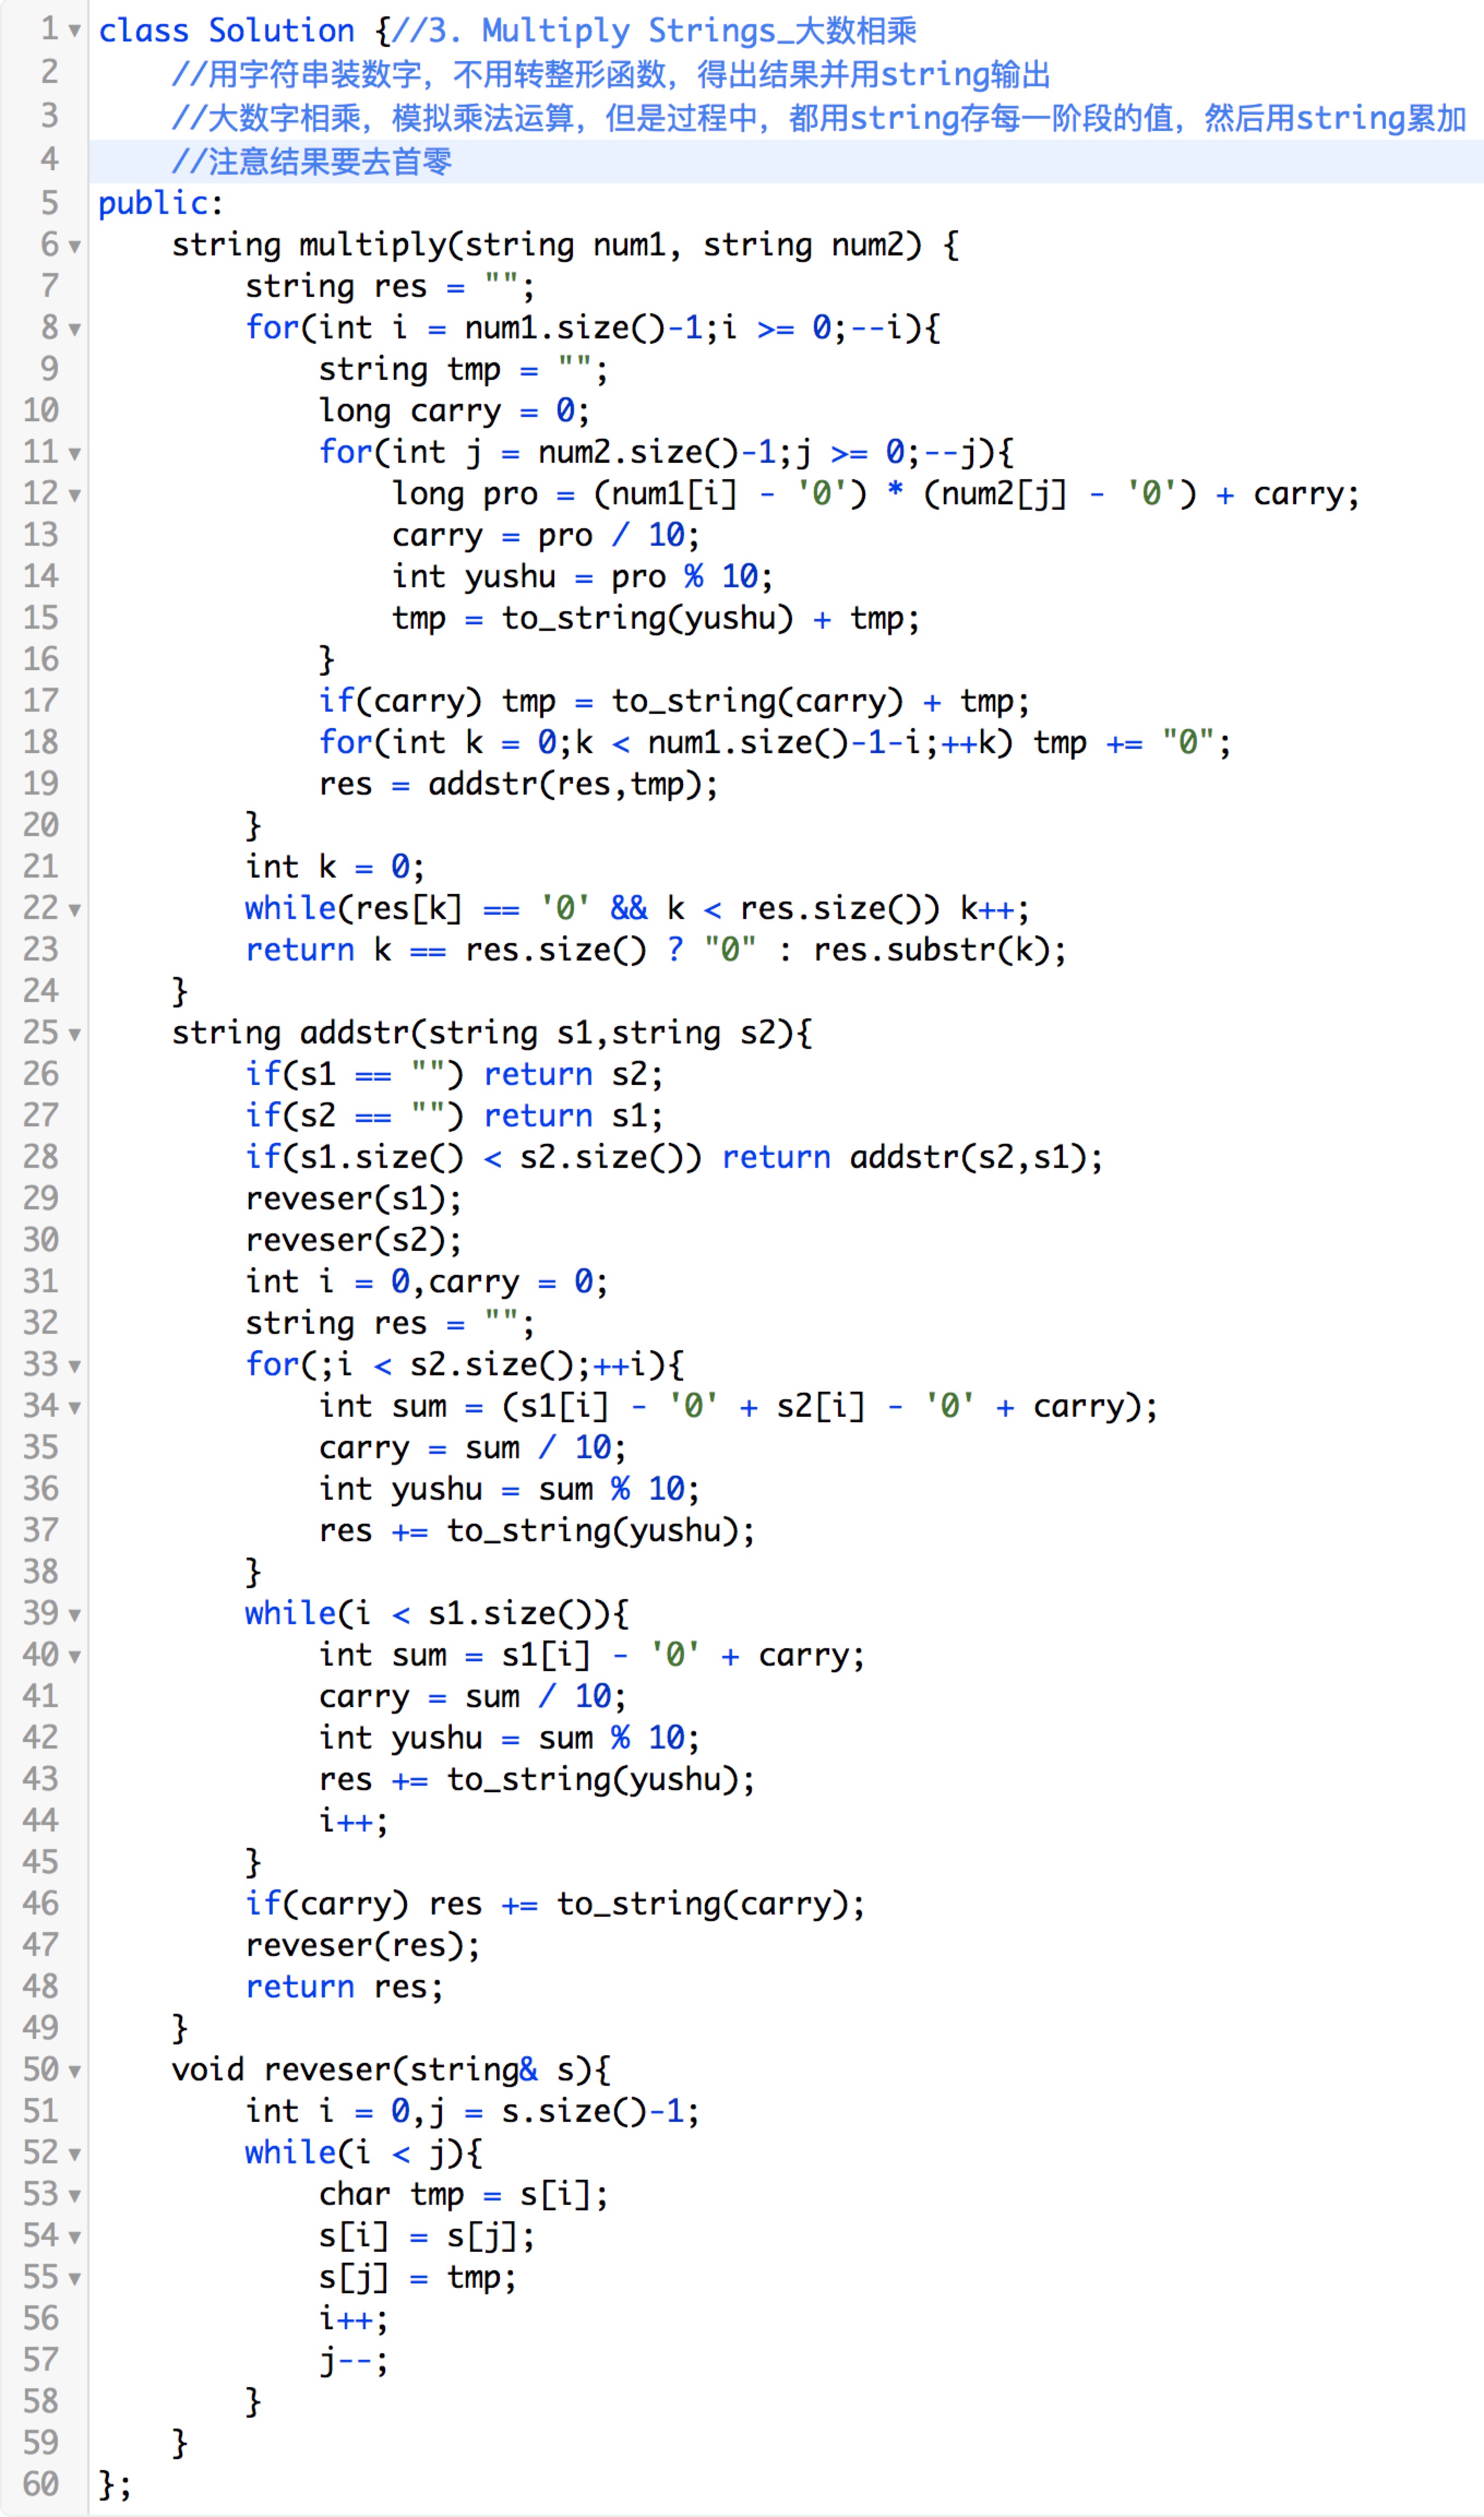 1 class Solution {//3. Multiply Strings_大数相乘
2 //用字符串装数字，不用转整形函数，得出结果并用string输出
3 //大数字相乘，模拟乘法运算，但是过程中，都用string存每一阶段的值，然后用string累加
4 //注意结果要去首零
5 public:
6 string multiply(string num1, string num2) {
7 string res = "";
8 for(int i = num1.size()-1;i >= 0;--i){
9 string tmp = "";
10 long carry = 0;
11 for(int j = num2.size()-1;j >= 0;--j){
12 long pro = (num1[i] - '0') * (num2[j] - '0') + carry;
13 carry = pro / 10;
14 int yushu = pro % 10;
15 tmp = to_string(yushu) + tmp;
16 }
17 if(carry) tmp = to_string(carry) + tmp;
18 for(int k = 0;k < num1.size()-1-i;++k) tmp += "0";
19 res = addstr(res,tmp);
20 }
21 int k = 0;
22 while(res[k] == '0' && k < res.size()) k++;
23 return k == res.size() ? "0" : res.substr(k);
24 }
25 string addstr(string s1,string s2){
26 if(s1 == "") return s2;
27 if(s2 == "") return s1;
28 if(s1.size() < s2.size()) return addstr(s2,s1);
29 reveser(s1);
30 reveser(s2);
31 int i = 0,carry = 0;
32 string res = "";
33 for(;i < s2.size();++i){
34 int sum = (s1[i] - '0' + s2[i] - '0' + carry);
35 carry = sum / 10;
36 int yushu = sum % 10;
37 res += to_string(yushu);
38 }
39 while(i < s1.size()){
40 int sum = s1[i] - '0' + carry;
41 carry = sum / 10;
42 int yushu = sum % 10;
43 res += to_string(yushu);
44 i++;
45 }
46 if(carry) res += to_string(carry);
47 reveser(res);
48 return res;
49 }
50 void reveser(string& s){
51 int i = 0,j = s.size()-1;
52 while(i < j){
53 char tmp = s[i];
54 s[i] = s[j];
55 s[j] = tmp;
56 i++;
57 j--;
58 }
59 }
60 };